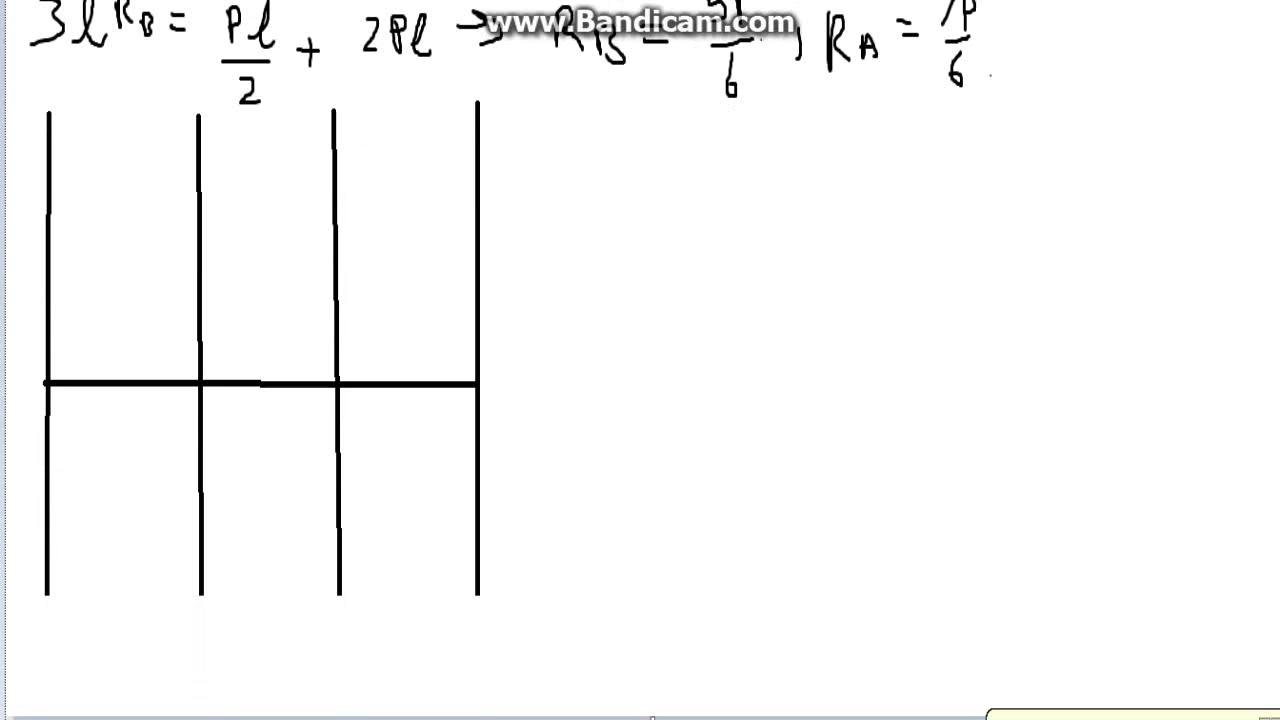 www.Bandicam.com
3l R_B = Pl/2 + 2Pl → R_B = 5P/6 , R_A = 7P/6